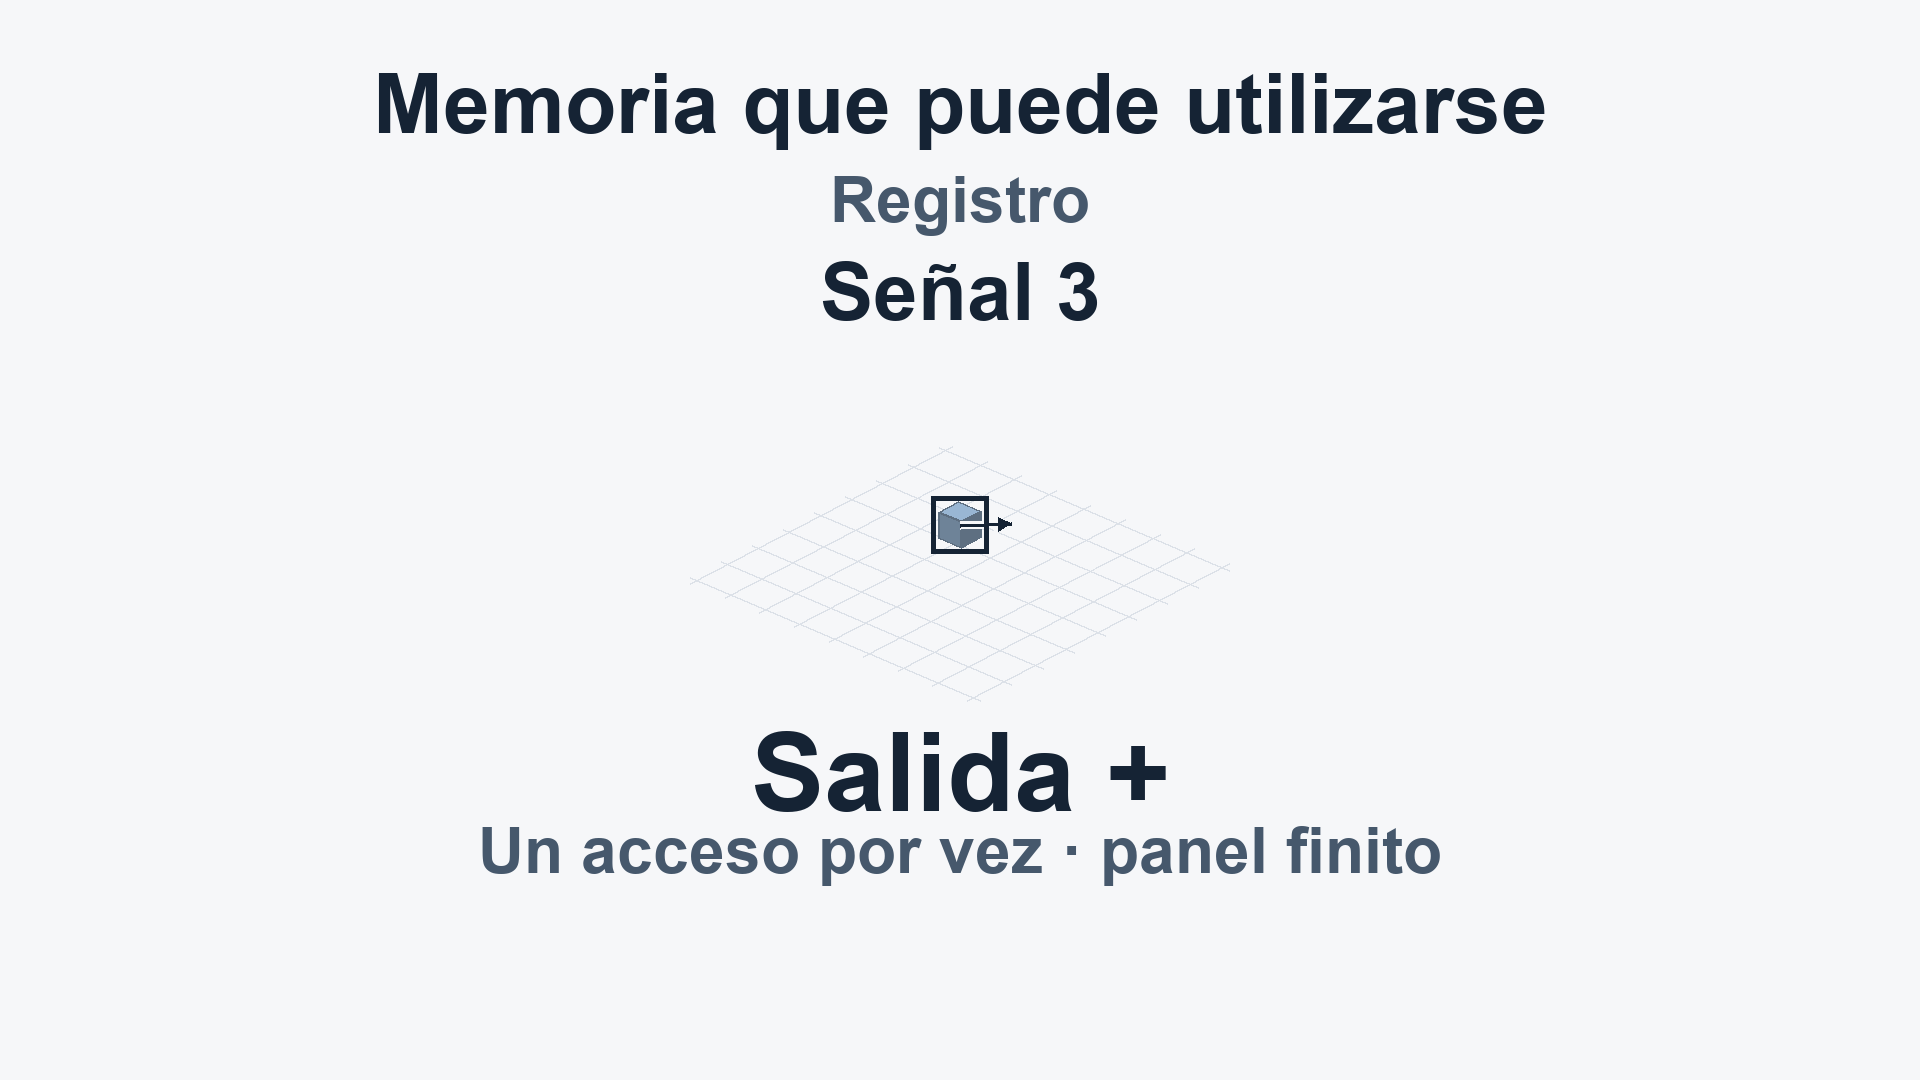 Memoria que puede utilizarse
Registro
Señal 3
Salida +
Un acceso por vez · panel finito